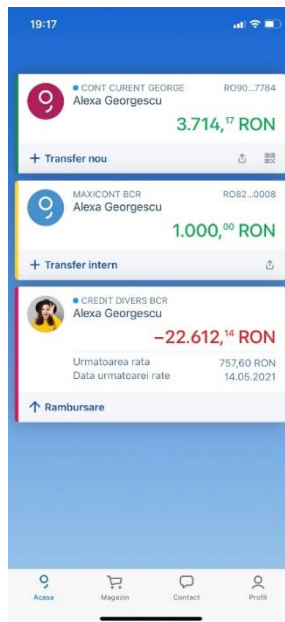 19:17
CONT CURENT GEORGE RO90...7784
Alexa Georgescu
3.714,17 RON
+ Transfer nou
MAXICONT BCR RO82...0008
Alexa Georgescu
1.000,00 RON
+ Transfer intern
CREDIT DIVERS BCR
Alexa Georgescu
−22.612,14 RON
Urmatoarea rata 757,60 RON
Data urmatoarei rate 14.05.2021
Rambursare
Acasa Magazin Contact Profil